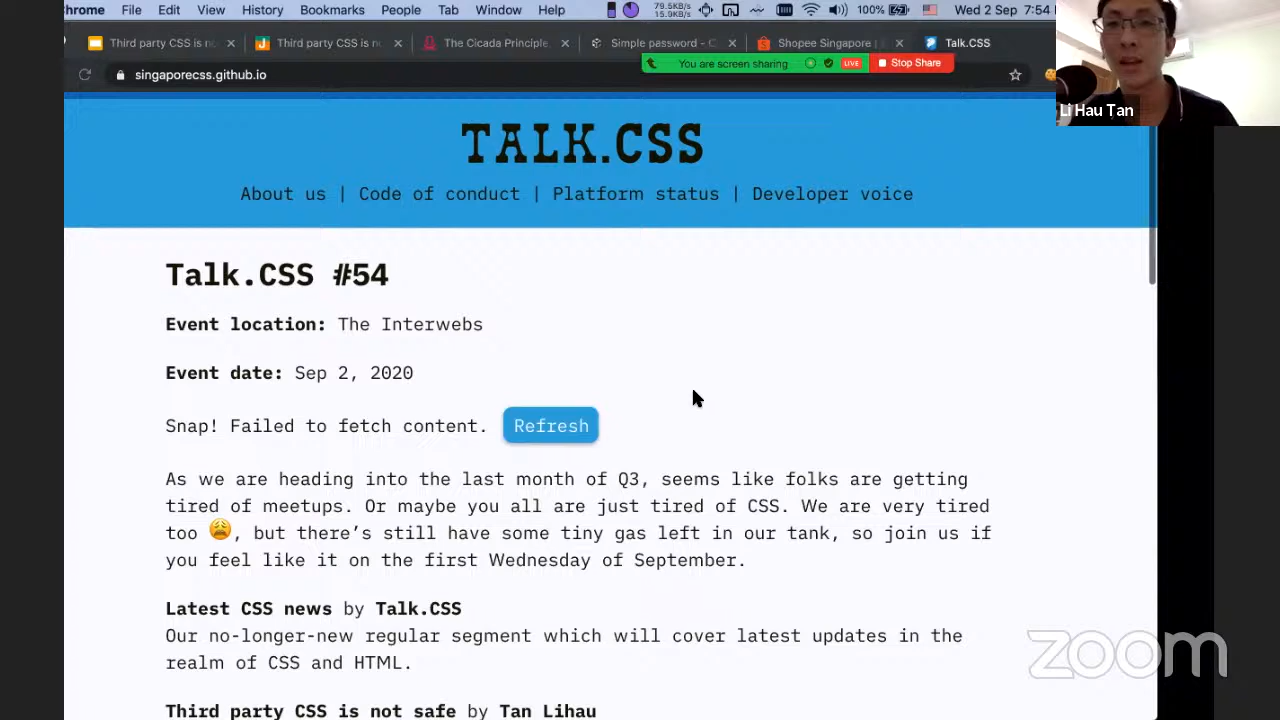 Chrome File Edit View History Bookmarks People Tab Window Help 79.5KB/s 15.9KB/s 100% Wed 2 Sep 7:54
Third party CSS is no × Third party CSS is no × The Cicada Principle, × Simple password - C × Shopee Singapore | × Talk.CSS
You are screen sharing LIVE Stop Share
singaporecss.github.io
Li Hau Tan
TALK.CSS
About us | Code of conduct | Platform status | Developer voice
Talk.CSS #54
Event location: The Interwebs
Event date: Sep 2, 2020
Snap! Failed to fetch content. Refresh
As we are heading into the last month of Q3, seems like folks are getting
tired of meetups. Or maybe you all are just tired of CSS. We are very tired
too 😩, but there’s still have some tiny gas left in our tank, so join us if
you feel like it on the first Wednesday of September.
Latest CSS news by Talk.CSS
Our no-longer-new regular segment which will cover latest updates in the
realm of CSS and HTML.
Third party CSS is not safe by Tan Lihau
zoom